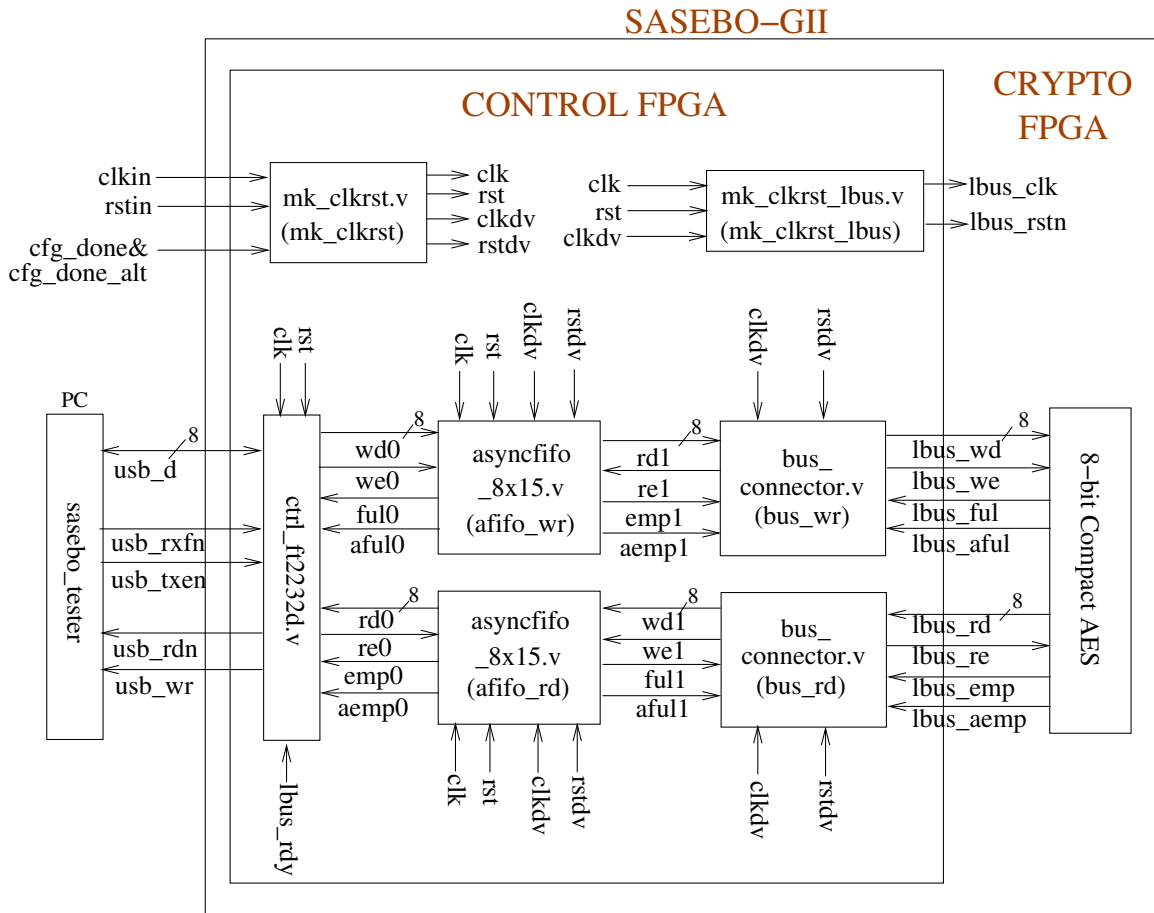 SASEBO−GII
CONTROL FPGA
CRYPTO
FPGA
clkin
rstin
cfg_done&
cfg_done_alt
mk_clkrst.v
(mk_clkrst)
clk
rst
clkdv
rstdv
clk
rst
clkdv
mk_clkrst_lbus.v
(mk_clkrst_lbus)
lbus_clk
lbus_rstn
clk
rst
clk
rst
clkdv
rstdv
clkdv
rstdv
PC
sasebo_tester
8
usb_d
usb_rxfn
usb_txen
usb_rdn
usb_wr
ctrl_ft2232d.v
8
wd0
we0
ful0
aful0
asyncfifo
_8x15.v
(afifo_wr)
8
rd1
re1
emp1
aemp1
bus_
connector.v
(bus_wr)
8
lbus_wd
lbus_we
lbus_ful
lbus_aful
8−bit Compact AES
8
rd0
re0
emp0
aemp0
asyncfifo
_8x15.v
(afifo_rd)
8
wd1
we1
ful1
aful1
bus_
connector.v
(bus_rd)
8
lbus_rd
lbus_re
lbus_emp
lbus_aemp
lbus_rdy
clk
rst
clkdv
rstdv
clkdv
rstdv